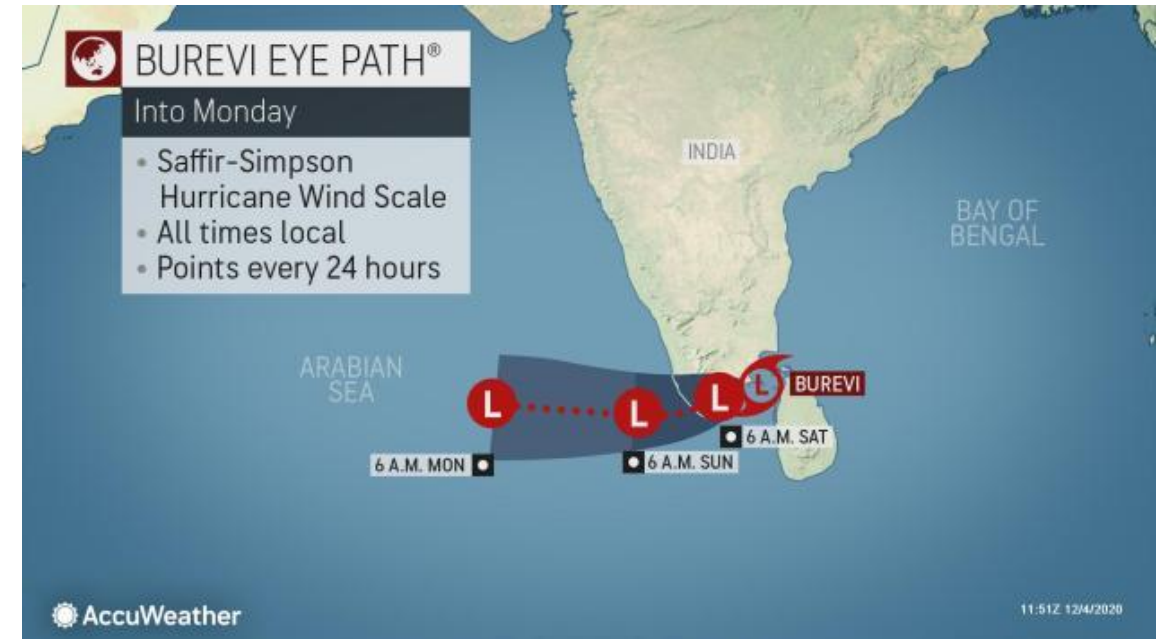 BUREVI EYE PATH®
Into Monday
• Saffir-Simpson
Hurricane Wind Scale
• All times local
• Points every 24 hours
INDIA
BAY OF
BENGAL
ARABIAN
SEA
L
L
L
L
BUREVI
6 A.M. SAT
6 A.M. SUN
6 A.M. MON
AccuWeather
11:51Z 12/4/2020